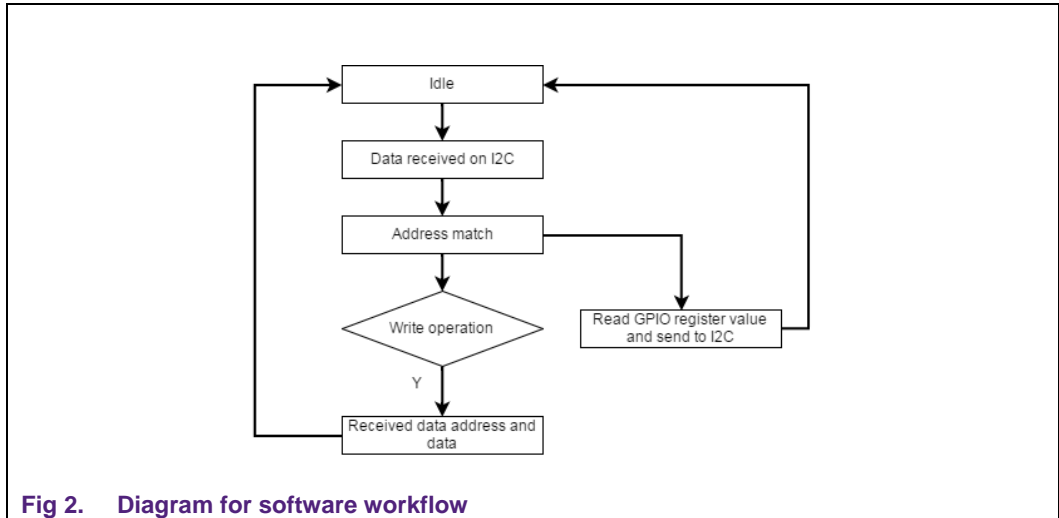 Idle
Data received on I2C
Address match
Write operation
Read GPIO register value
and send to I2C
Y
Received data address and
data
Fig 2. Diagram for software workflow